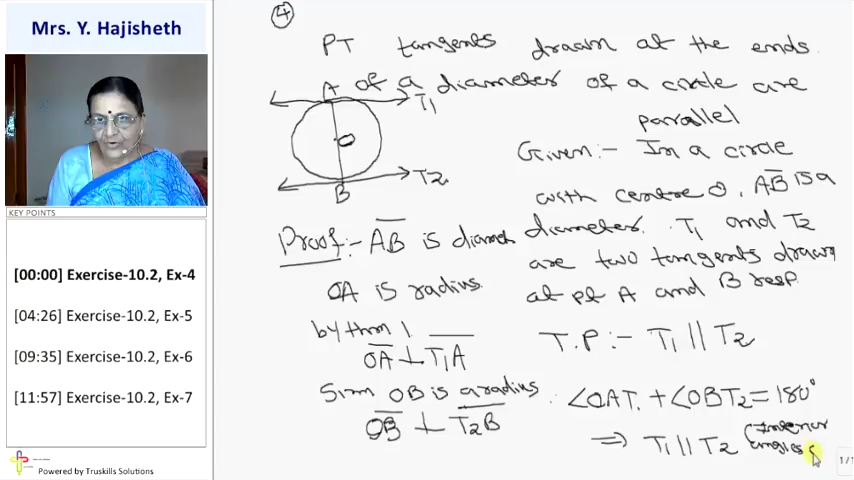 Mrs. Y. Hajisheth
KEY POINTS
[00:00] Exercise-10.2, Ex-4
[04:26] Exercise-10.2, Ex-5
[09:35] Exercise-10.2, Ex-6
[11:57] Exercise-10.2, Ex-7
Powered by Truskills Solutions
4
PT tangents drawn at the ends
of a diameter of a circle are
parallel
A
T1
O
B
T2
Given:- In a circle
with centre O, AB is a
diameter. T1 and T2
are two tangents drawn
at pt A and B resp
T.P:- T1 || T2
Proof:- AB is diamet
OA is radius
by thm 1
OA ⊥ T1A
Simi OB is a radius.
OB ⊥ T2B
∠OAT1 + ∠OBT2 = 180°
⇒ T1 || T2 (Interior
angles
1/1